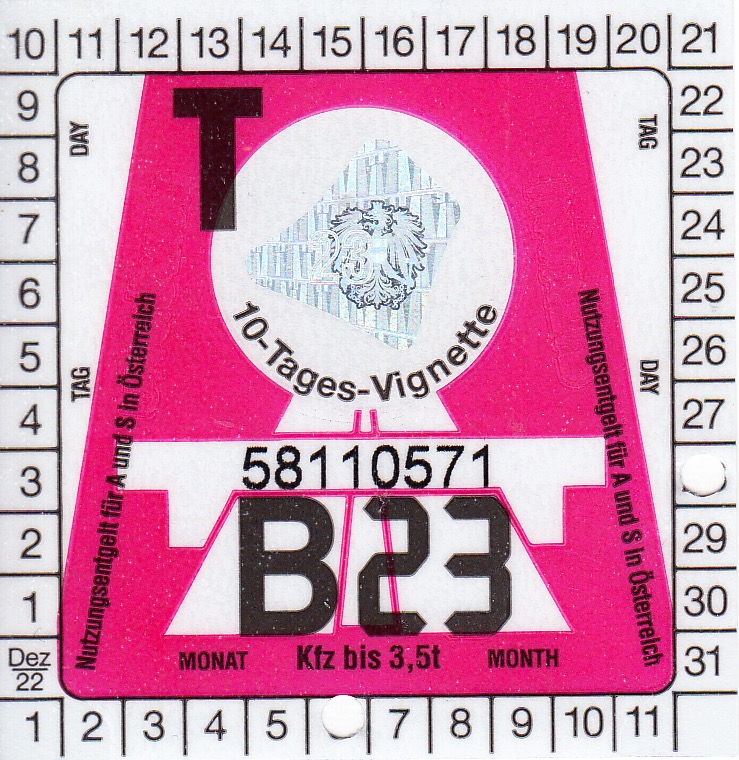 10 11 12 13 14 15 16 17 18 19 20 21
9
8
7
6
5
4
3
2
1
Dez
22
22
23
24
25
26
27
29
30
31
1 2 3 4 5 7 8 9 10 11
DAY
TAG
TAG
DAY
T
23
10-Tages-Vignette
Nutzungsentgelt für A und S in Österreich
Nutzungsentgelt für A und S in Österreich
58110571
B23
MONAT Kfz bis 3,5t MONTH